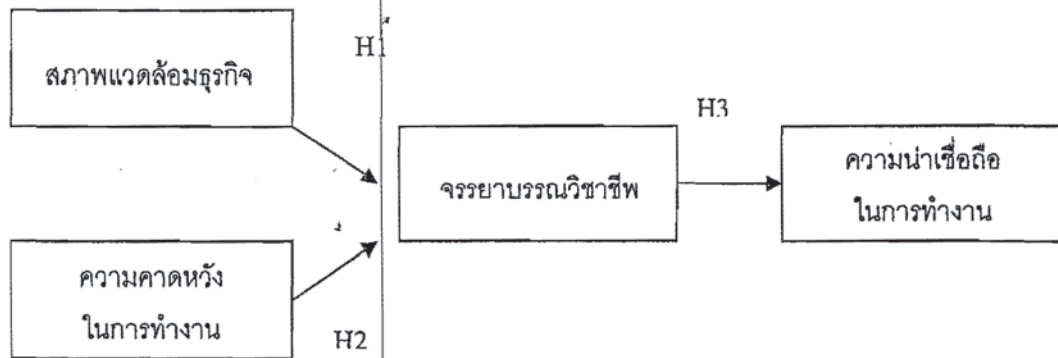 H1
สภาพแวดล้อมธุรกิจ
H3
จรรยาบรรณวิชาชีพ
ความน่าเชื่อถือ
ในการทำงาน
ความคาดหวัง
ในการทำงาน
H2